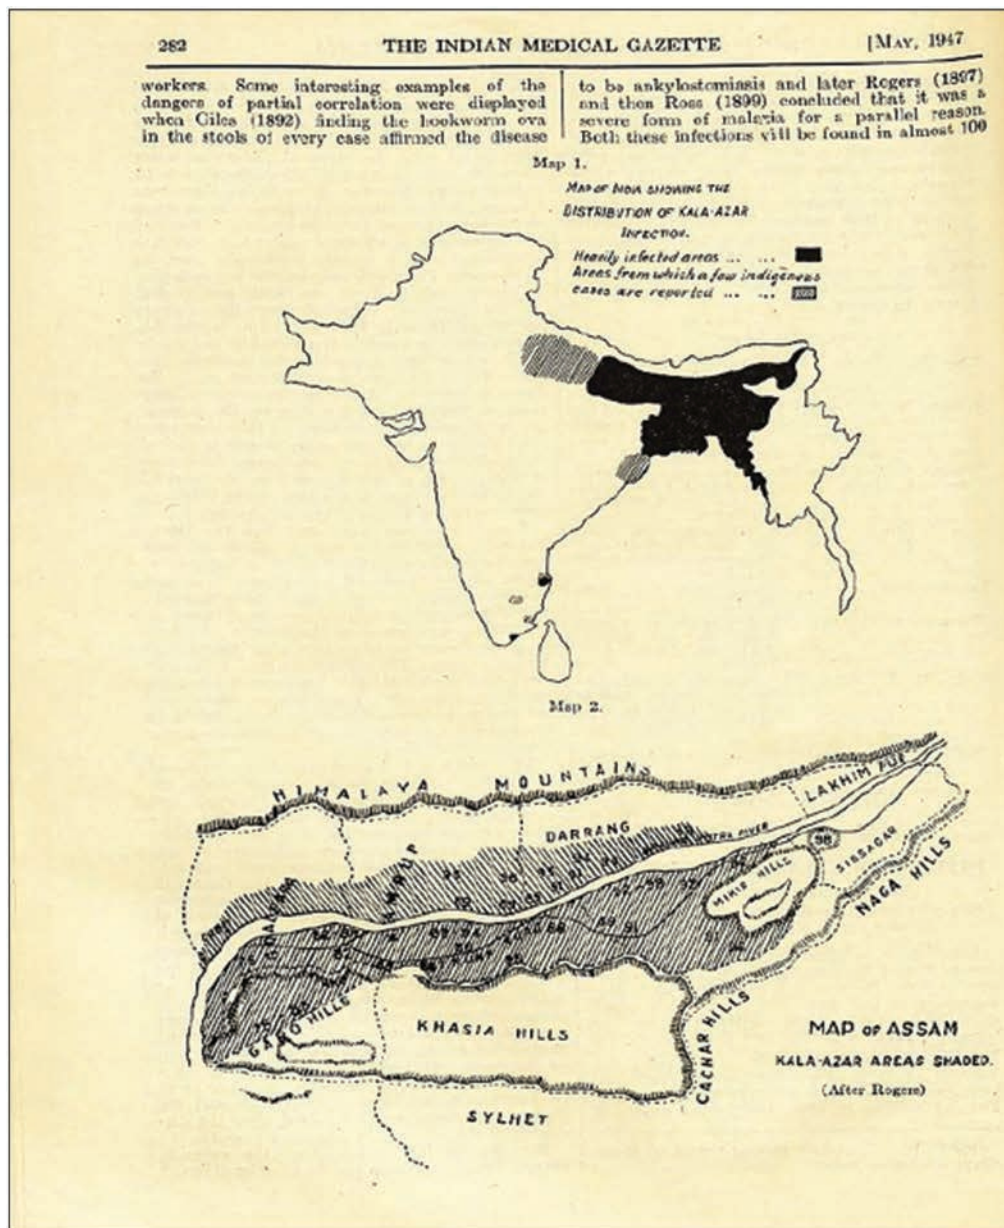 282
THE INDIAN MEDICAL GAZETTE
[MAY, 1947
workers. Some interesting examples of the
dangers of partial correlation were displayed
when Giles (1892) finding the hookworm ova
in the stools of every case affirmed the disease
to be ankylostomiasis and later Rogers (1897)
and then Ross (1899) concluded that it was a
severe form of malaria for a parallel reason.
Both these infections will be found in almost 100
Map 1.
MAP OF INDIA SHOWING THE
DISTRIBUTION OF KALA-AZAR
INFECTION.
Heavily infected areas ... ...
Areas from which a few indigenous
cases are reported ... ...
Map 2.
HIMALAYA MOUNTAINS
LAKHIMPUR
DARRANG
RIVER
98
SIBSAGAR
MIKIR HILLS
NAGA HILLS
KAMRUP
GARO HILLS
KHASIA HILLS
CACHAR HILLS
SYLHET
MAP OF ASSAM
KALA-AZAR AREAS SHADED.
(After Rogers)